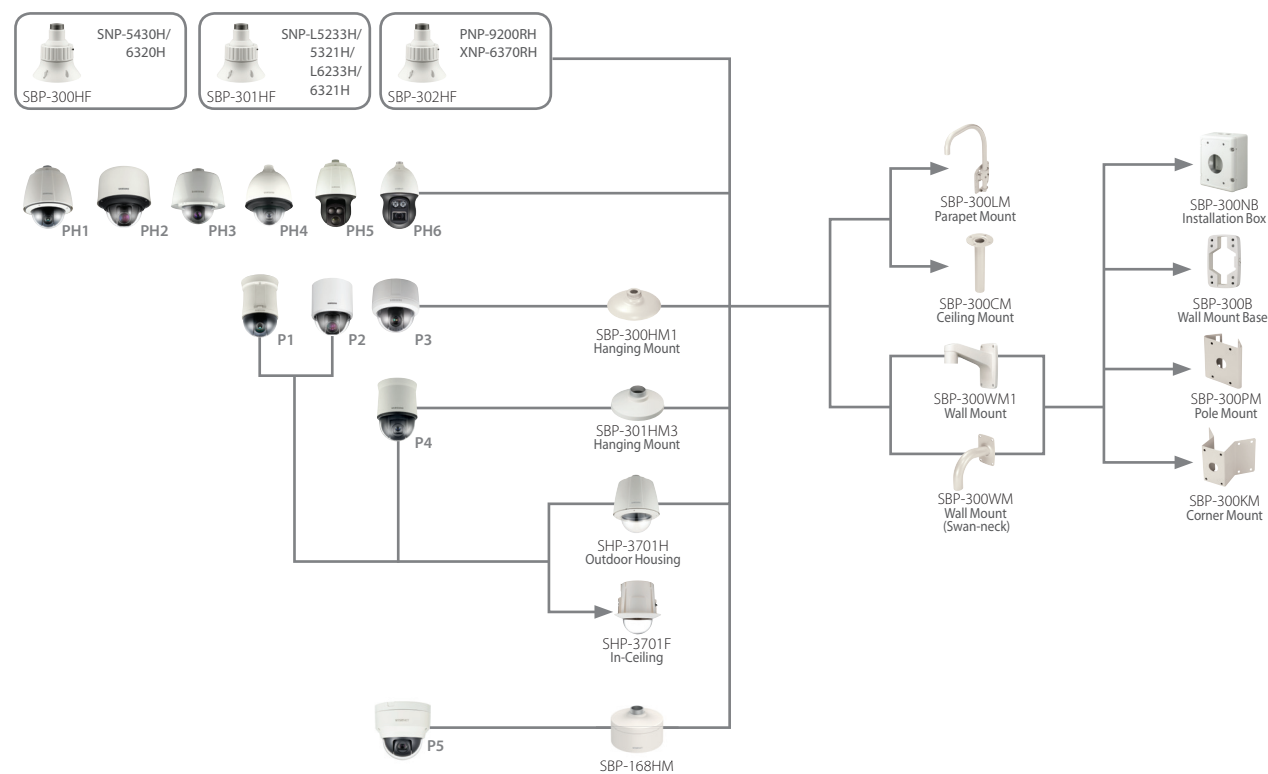 SNP-5430H/
6320H
SBP-300HF
SNP-L5233H/
5321H/
L6233H/
6321H
SBP-301HF
PNP-9200RH
XNP-6370RH
SBP-302HF
PH1
PH2
PH3
PH4
PH5
PH6
P1
P2
P3
SBP-300HM1
Hanging Mount
P4
SBP-301HM3
Hanging Mount
SHP-3701H
Outdoor Housing
SHP-3701F
In-Ceiling
P5
SBP-168HM
SBP-300LM
Parapet Mount
SBP-300CM
Ceiling Mount
SBP-300WM1
Wall Mount
SBP-300WM
Wall Mount
(Swan-neck)
SBP-300NB
Installation Box
SBP-300B
Wall Mount Base
SBP-300PM
Pole Mount
SBP-300KM
Corner Mount